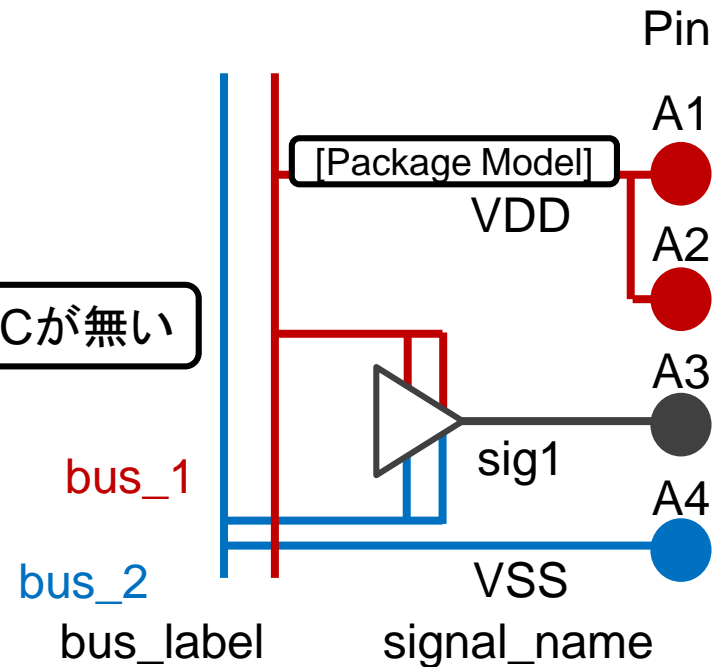 Pin
A1
[Package Model]
VDD
A2
Cが無い
A3
sig1
bus_1
A4
VSS
bus_2
bus_label
signal_name